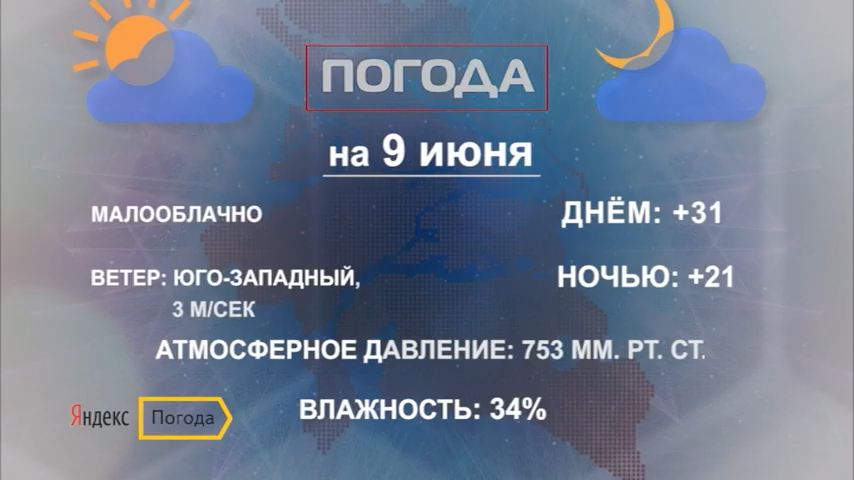 ПОГОДА
на 9 июня
МАЛООБЛАЧНО
ДНЁМ: +31
ВЕТЕР: ЮГО-ЗАПАДНЫЙ,
3 М/СЕК
НОЧЬЮ: +21
АТМОСФЕРНОЕ ДАВЛЕНИЕ: 753 ММ. РТ. СТ.
ВЛАЖНОСТЬ: 34%
Яндекс Погода